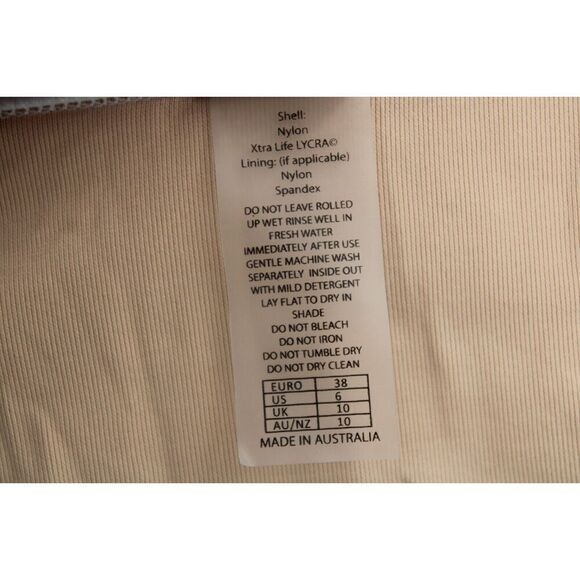 Shell:
Nylon
Xtra Life LYCRA©
Lining: (if applicable)
Nylon
Spandex
DO NOT LEAVE ROLLED
UP WET RINSE WELL IN
FRESH WATER
IMMEDIATELY AFTER USE
GENTLE MACHINE WASH
SEPARATELY INSIDE OUT
WITH MILD DETERGENT
LAY FLAT TO DRY IN
SHADE
DO NOT BLEACH
DO NOT IRON
DO NOT TUMBLE DRY
DO NOT DRY CLEAN
EURO 38
US 6
UK 10
AU/NZ 10
MADE IN AUSTRALIA